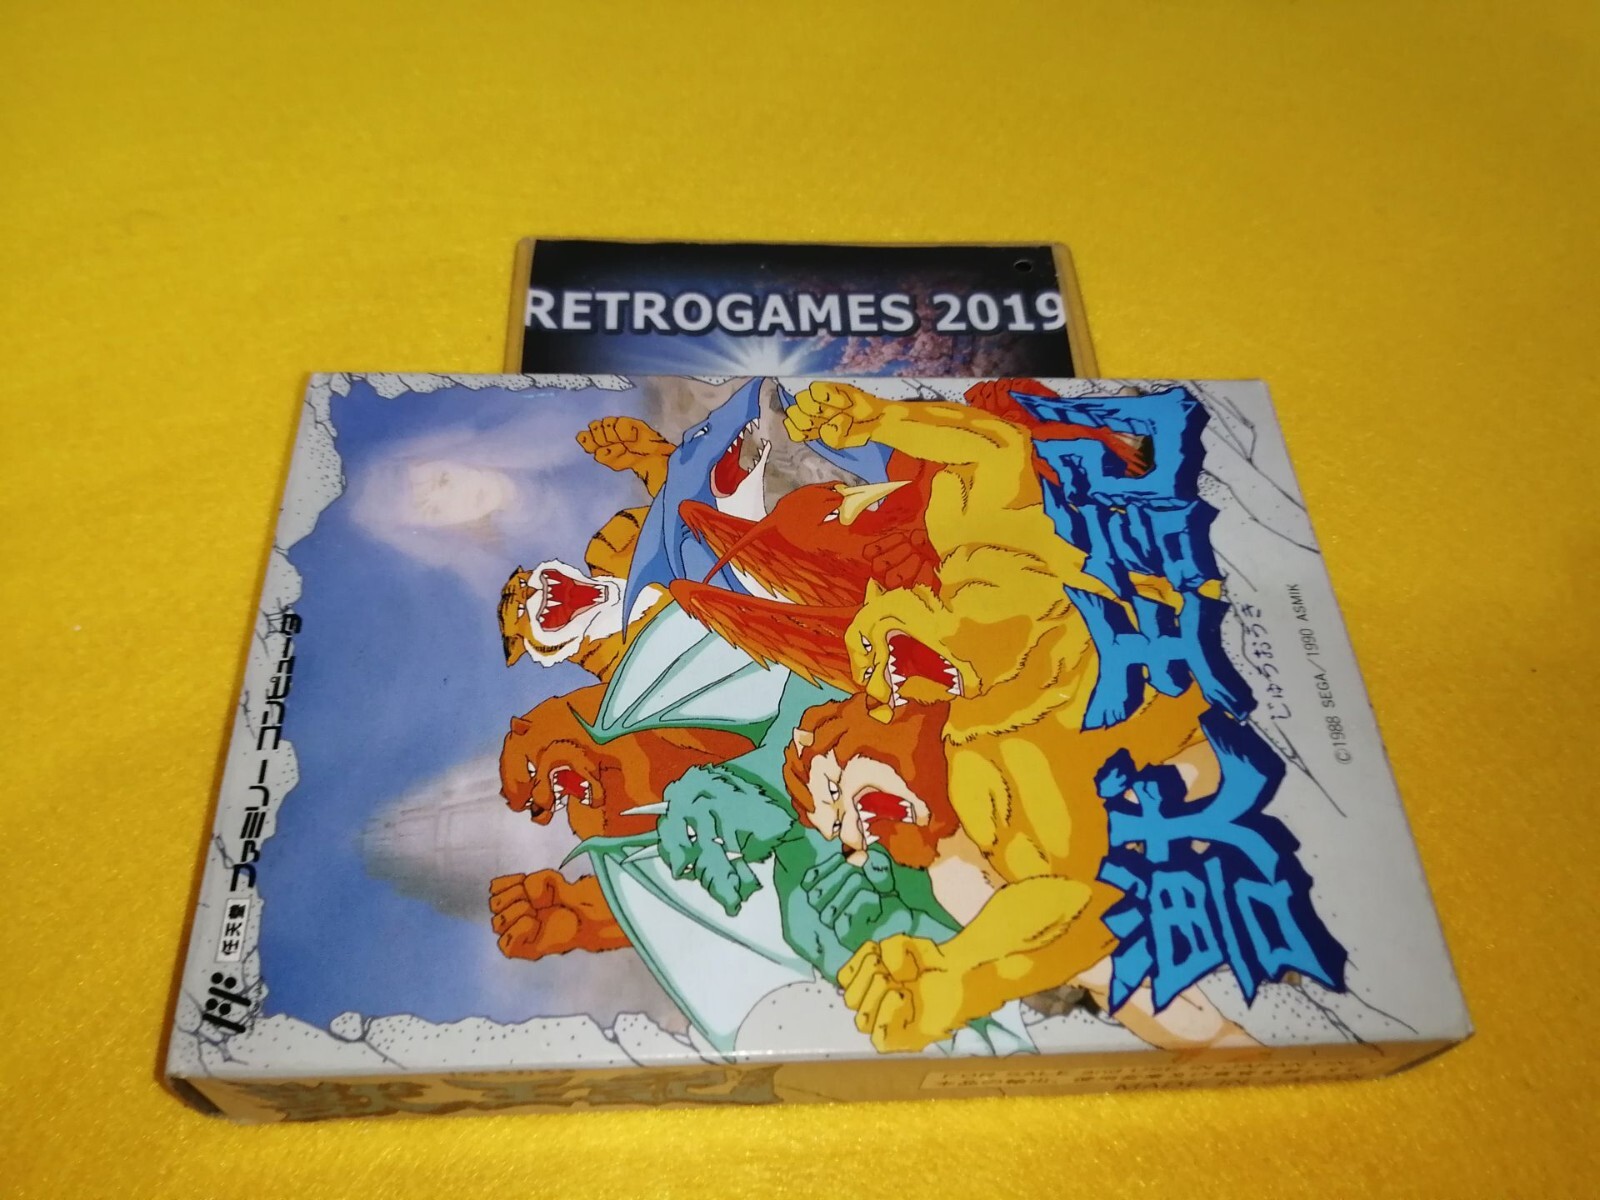 RETROGAMES 2019
獣王記
じゅうおうき
©1988 SEGA/1990 ASMIK
任天堂 ファミリーコンピュータ